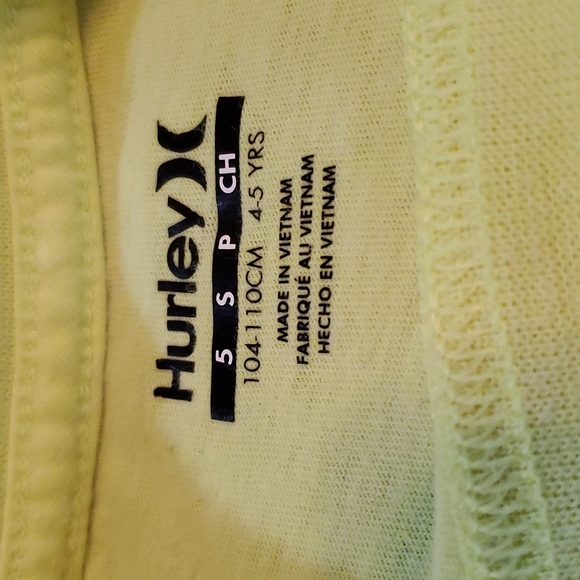 Hurley
5 S P CH
104-110CM 4-5 YRS
MADE IN VIETNAM
FABRIQUÉ AU VIETNAM
HECHO EN VIETNAM